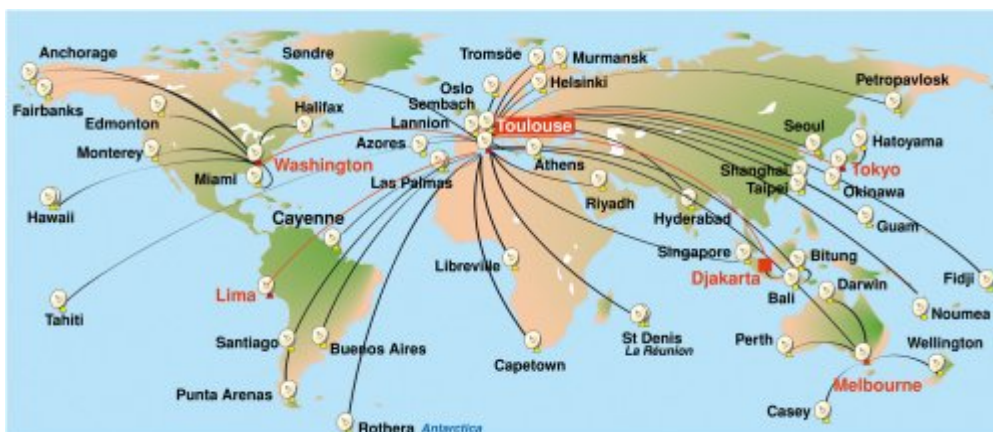 Anchorage
Søndre
Tromsöe
Murmansk
Oslo
Helsinki
Petropavlosk
Fairbanks
Sembach
Halifax
Edmonton
Lannion
Toulouse
Seoul
Hatoyama
Monterey
Azores
Athens
Washington
Shanghai
Tokyo
Miami
Las Palmas
Taipei
Okinawa
Hawaii
Riyadh
Cayenne
Hyderabad
Guam
Singapore
Bitung
Libreville
Djakarta
Fidji
Lima
Darwin
Bali
Tahiti
Noumea
St Denis
La Réunion
Santiago
Buenos Aires
Perth
Wellington
Capetown
Punta Arenas
Melbourne
Casey
Rothera Antarctica